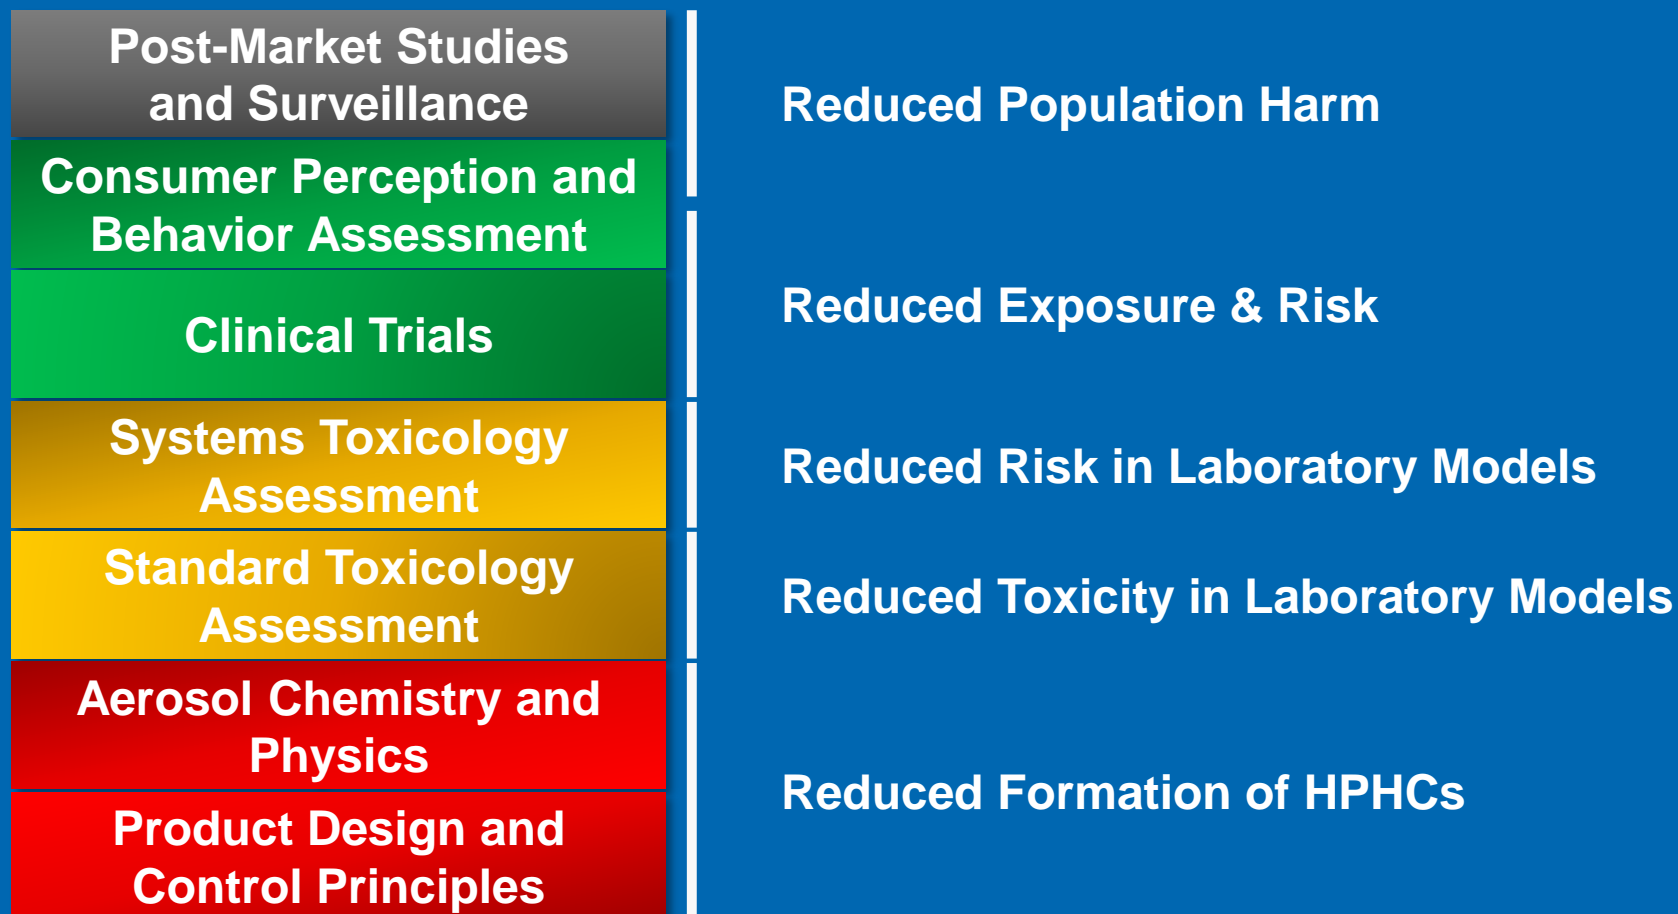 Post-Market Studies
and Surveillance
Reduced Population Harm
Consumer Perception and
Behavior Assessment
Clinical Trials
Reduced Exposure & Risk
Systems Toxicology
Assessment
Reduced Risk in Laboratory Models
Standard Toxicology
Assessment
Reduced Toxicity in Laboratory Models
Aerosol Chemistry and
Physics
Product Design and
Control Principles
Reduced Formation of HPHCs